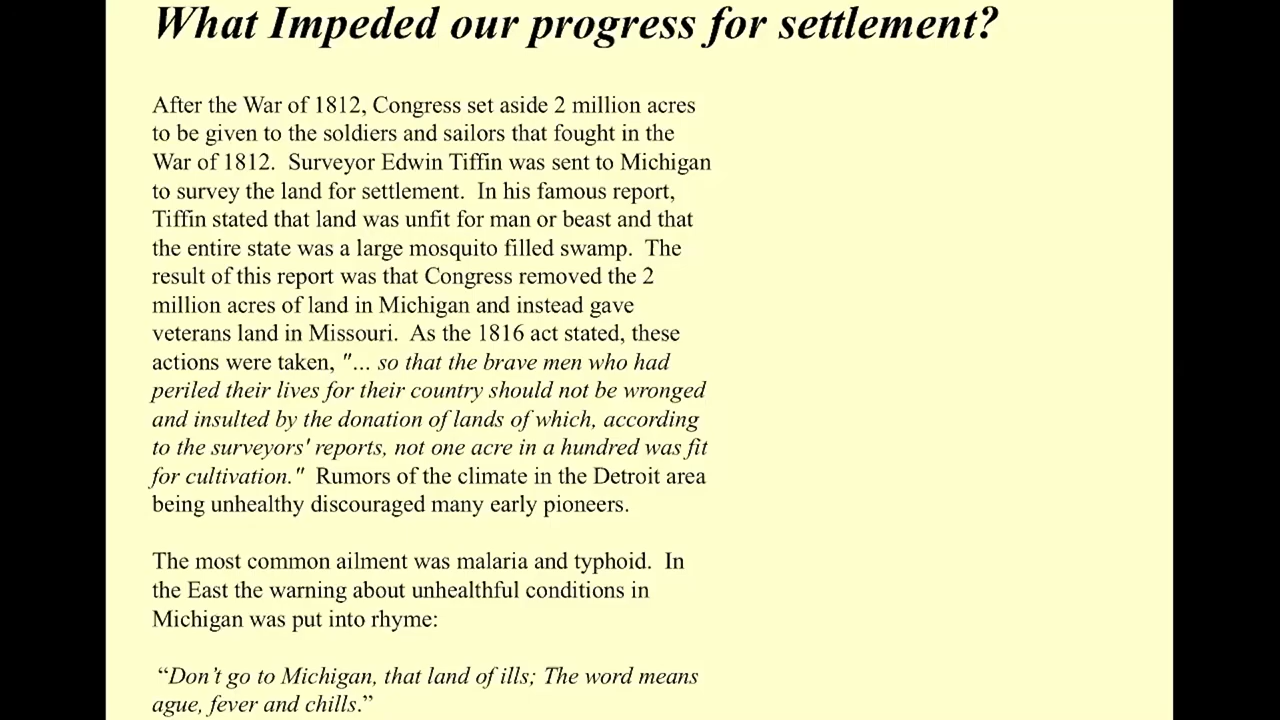 What Impeded our progress for settlement?
After the War of 1812, Congress set aside 2 million acres
to be given to the soldiers and sailors that fought in the
War of 1812.  Surveyor Edwin Tiffin was sent to Michigan
to survey the land for settlement.  In his famous report,
Tiffin stated that land was unfit for man or beast and that
the entire state was a large mosquito filled swamp.  The
result of this report was that Congress removed the 2
million acres of land in Michigan and instead gave
veterans land in Missouri.  As the 1816 act stated, these
actions were taken, "... so that the brave men who had
periled their lives for their country should not be wronged
and insulted by the donation of lands of which, according
to the surveyors' reports, not one acre in a hundred was fit
for cultivation."  Rumors of the climate in the Detroit area
being unhealthy discouraged many early pioneers.
The most common ailment was malaria and typhoid.  In
the East the warning about unhealthful conditions in
Michigan was put into rhyme:
“Don’t go to Michigan, that land of ills; The word means
ague, fever and chills.”